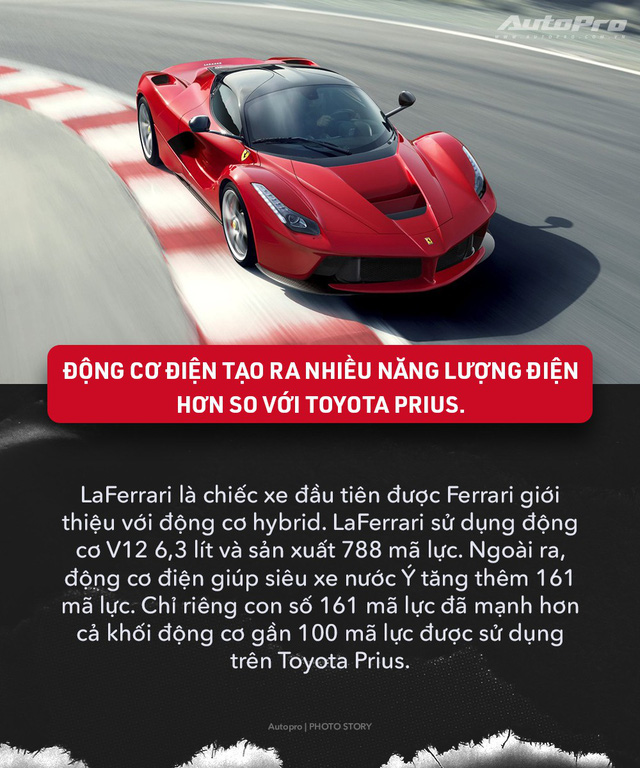 AutoPro
WWW.AUTOPRO.COM.VN
ĐỘNG CƠ ĐIỆN TẠO RA NHIỀU NĂNG LƯỢNG ĐIỆN
HƠN SO VỚI TOYOTA PRIUS.
LaFerrari là chiếc xe đầu tiên được Ferrari giới
thiệu với động cơ hybrid. LaFerrari sử dụng động
cơ V12 6,3 lít và sản xuất 788 mã lực. Ngoài ra,
động cơ điện giúp siêu xe nước Ý tăng thêm 161
mã lực. Chỉ riêng con số 161 mã lực đã mạnh hơn
cả khối động cơ gần 100 mã lực được sử dụng
trên Toyota Prius.
Autopro | PHOTO STORY